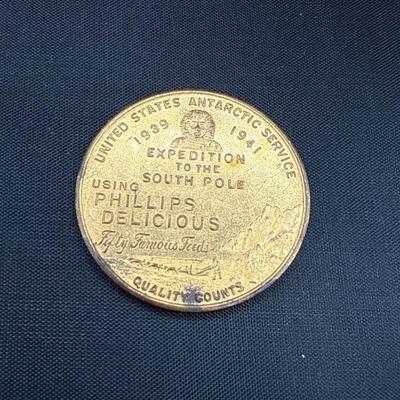 UNITED STATES ANTARCTIC SERVICE
1939 1941
EXPEDITION
TO THE
SOUTH POLE
USING
PHILLIPS
DELICIOUS
Fifty Famous Foods
QUALITY COUNTS